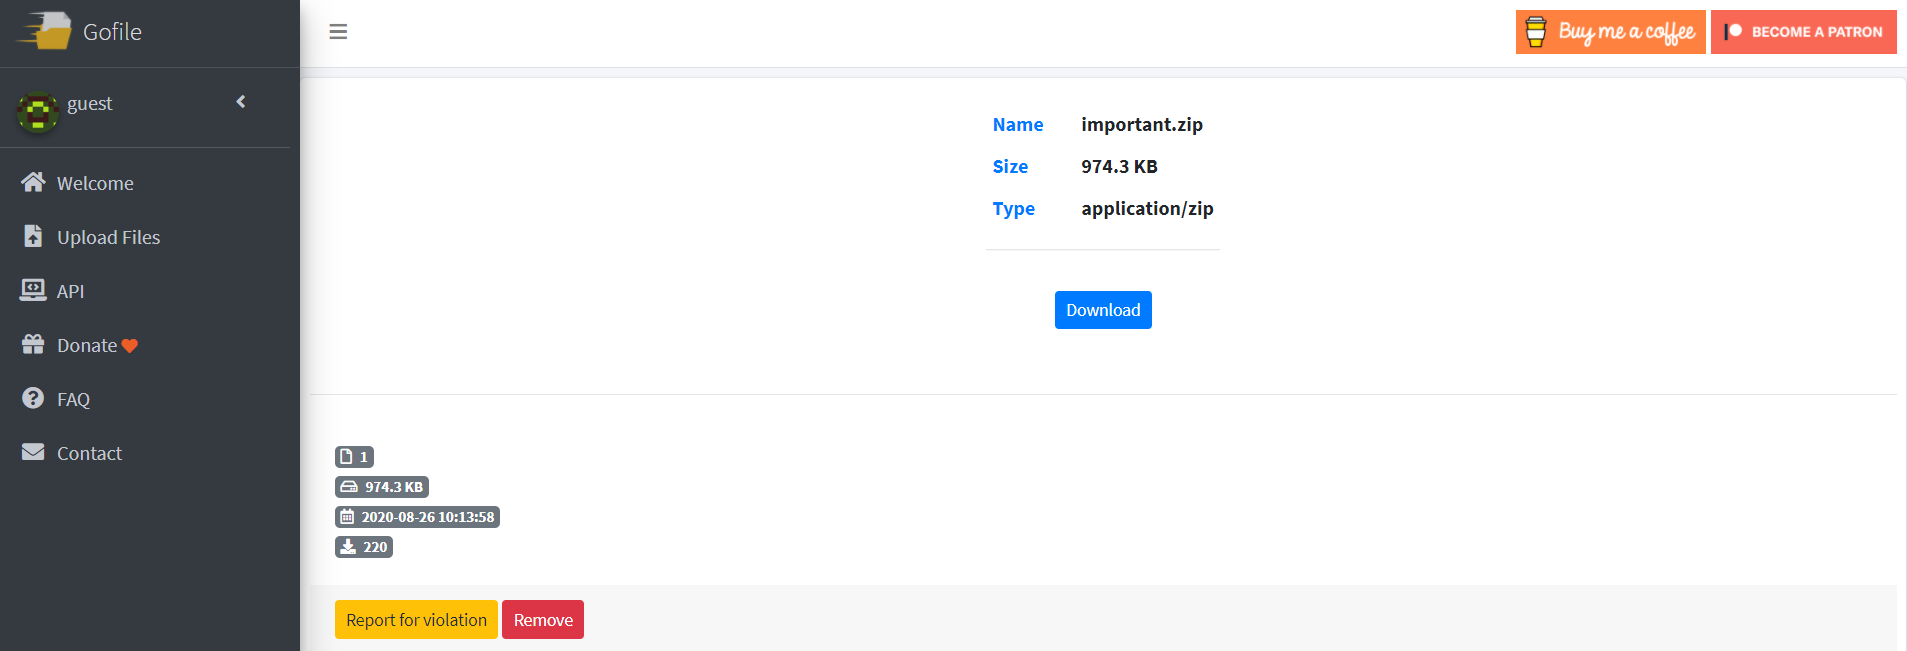 Gofile
Buy me a coffee
BECOME A PATRON
guest
Welcome
Upload Files
API
Donate
FAQ
Contact
Name important.zip
Size 974.3 KB
Type application/zip
Download
1
974.3 KB
2020-08-26 10:13:58
220
Report for violation
Remove